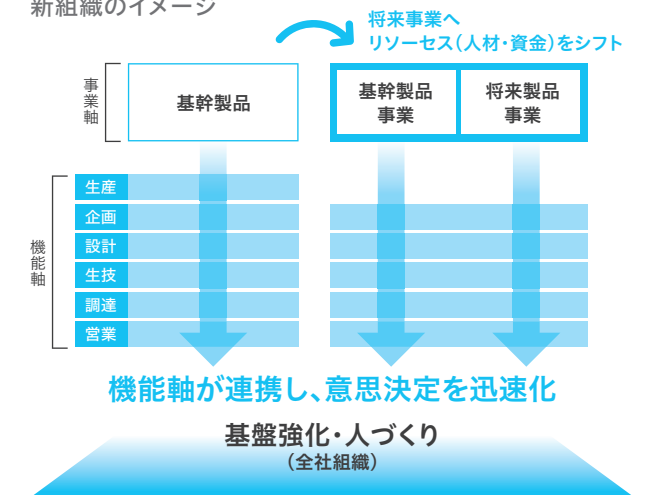 新組織のイメージ
将来事業へ
リソーセス(人材・資金)をシフト
事業軸
基幹製品
基幹製品
事業
将来製品
事業
機能軸
生産
企画
設計
生技
調達
営業
機能軸が連携し、意思決定を迅速化
基盤強化・人づくり
(全社組織)